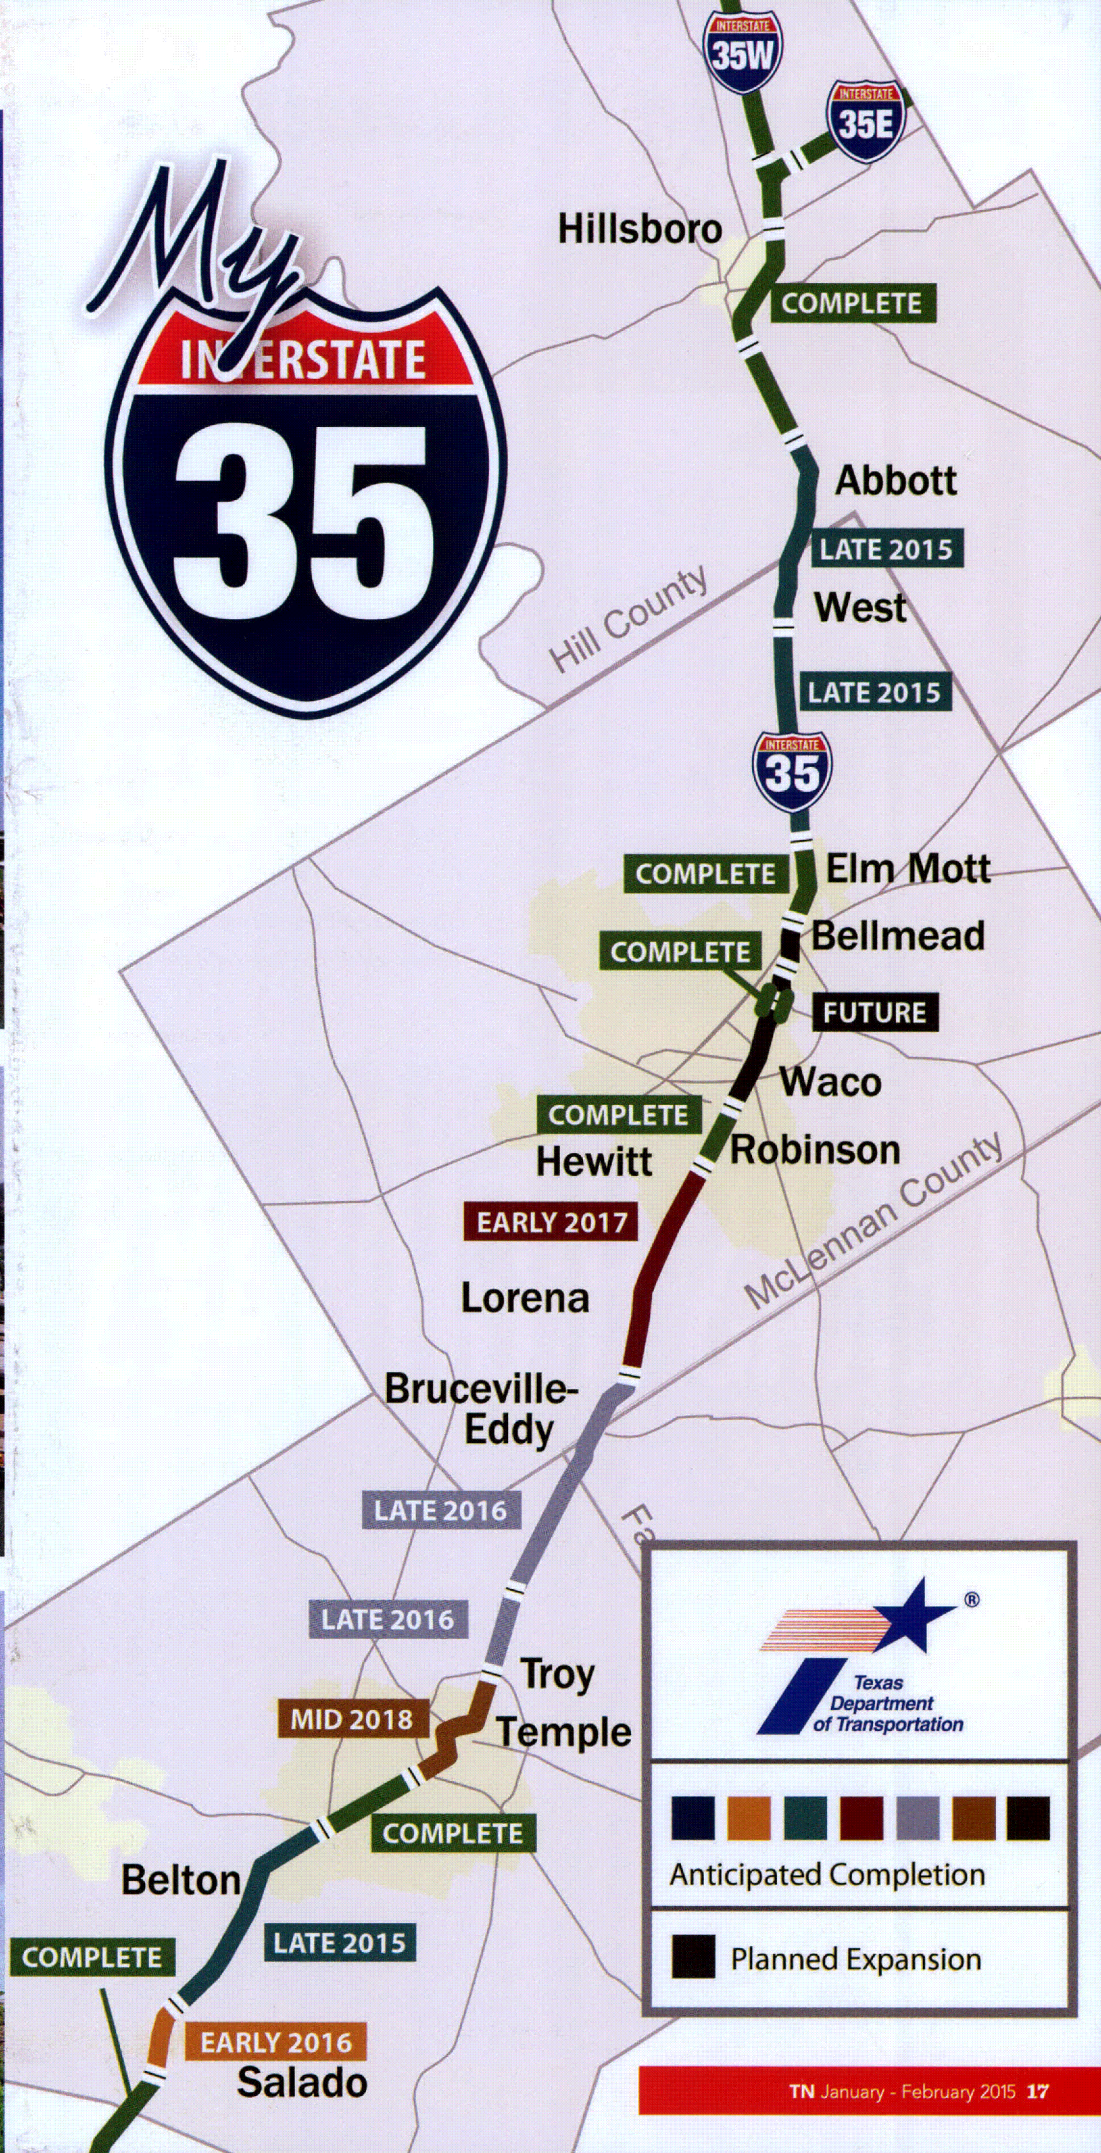 INTERSTATE
35W
INTERSTATE
35E
My
INTERSTATE
35
Hillsboro
COMPLETE
Abbott
LATE 2015
Hill County
West
LATE 2015
INTERSTATE
35
COMPLETE
Elm Mott
Bellmead
COMPLETE
FUTURE
Waco
COMPLETE
Hewitt
Robinson
McLennan County
EARLY 2017
Lorena
Bruceville-
Eddy
LATE 2016
Fa
LATE 2016
Troy
MID 2018
Temple
COMPLETE
Belton
LATE 2015
COMPLETE
EARLY 2016
Salado
®
Texas
Department
of Transportation
Anticipated Completion
Planned Expansion
TN January - February 2015 17